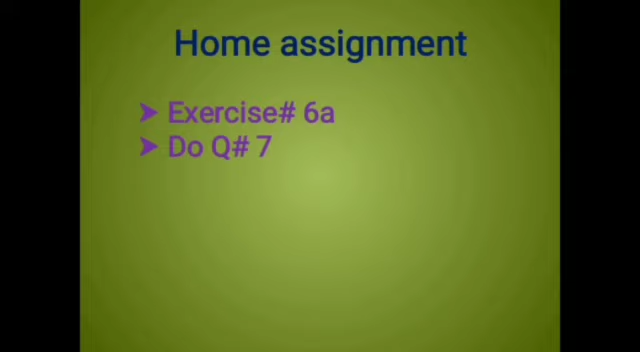 Home assignment
➤ Exercise# 6a
➤ Do Q# 7